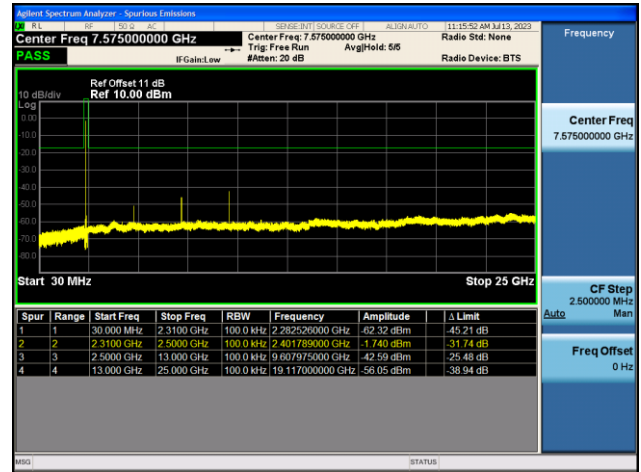 Agilent Spectrum Analyzer - Spurious Emissions
RL RF 50 Ω AC SENSE:INT SOURCE OFF ALIGNAUTO 11:15:52 AM Jul 13, 2023
Center Freq 7.575000000 GHz Center Freq: 7.575000000 GHz Radio Std: None
Trig: Free Run Avg|Hold: 5/5
PASS IFGain:Low #Atten: 20 dB Radio Device: BTS
Ref Offset 11 dB
10 dB/div Ref 10.00 dBm
Log
0.00
-10.0
-20.0
-30.0
-40.0
-50.0
-60.0
-70.0
-80.0
Start 30 MHz Stop 25 GHz
Spur Range Start Freq Stop Freq RBW Frequency Amplitude Δ Limit
1 1 30.000 MHz 2.3100 GHz 100.0 kHz 2.282526000 GHz -62.32 dBm -45.21 dB
2 2 2.3100 GHz 2.5000 GHz 100.0 kHz 2.401789000 GHz -1.740 dBm -31.74 dB
3 3 2.5000 GHz 13.000 GHz 100.0 kHz 9.607975000 GHz -42.59 dBm -25.48 dB
4 4 13.000 GHz 25.000 GHz 100.0 kHz 19.117000000 GHz -56.05 dBm -38.94 dB
Frequency
Center Freq
7.575000000 GHz
CF Step
2.500000 MHz
Auto Man
Freq Offset
0 Hz
MSG STATUS